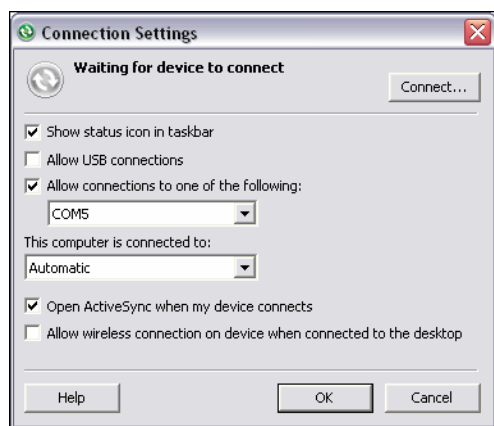 Connection Settings
Waiting for device to connect
Connect...
Show status icon in taskbar
Allow USB connections
Allow connections to one of the following:
COM5
This computer is connected to:
Automatic
Open ActiveSync when my device connects
Allow wireless connection on device when connected to the desktop
Help OK Cancel